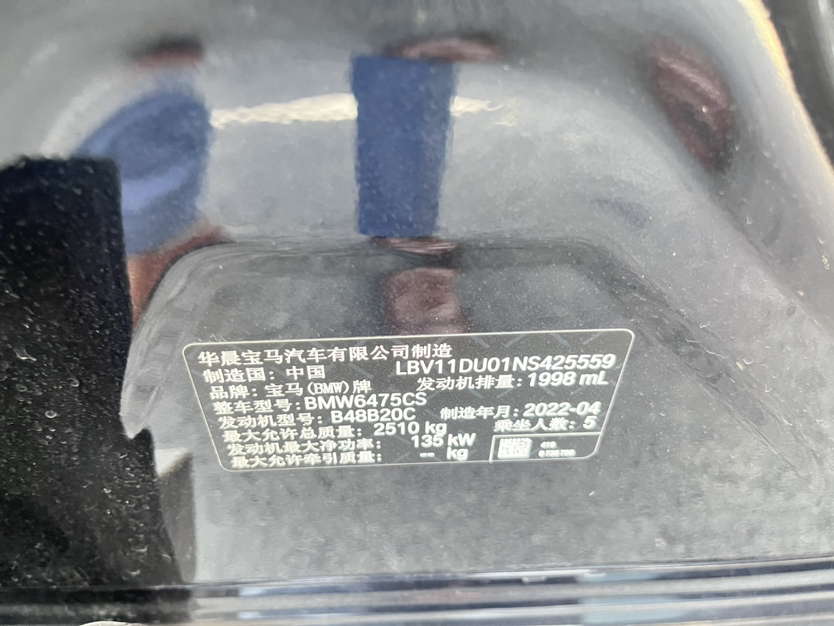 华晨宝马汽车有限公司制造
制造国：中国 LBV11DU01NS425559
品牌：宝马(BMW)牌 发动机排量：1998 mL
整车型号：BMW6475CS
发动机型号：B48B20C 制造年月：2022-04
最大允许总质量： 2510 kg 乘坐人数：5
发动机最大净功率： 135 kW
最大允许牵引质量： -- kg